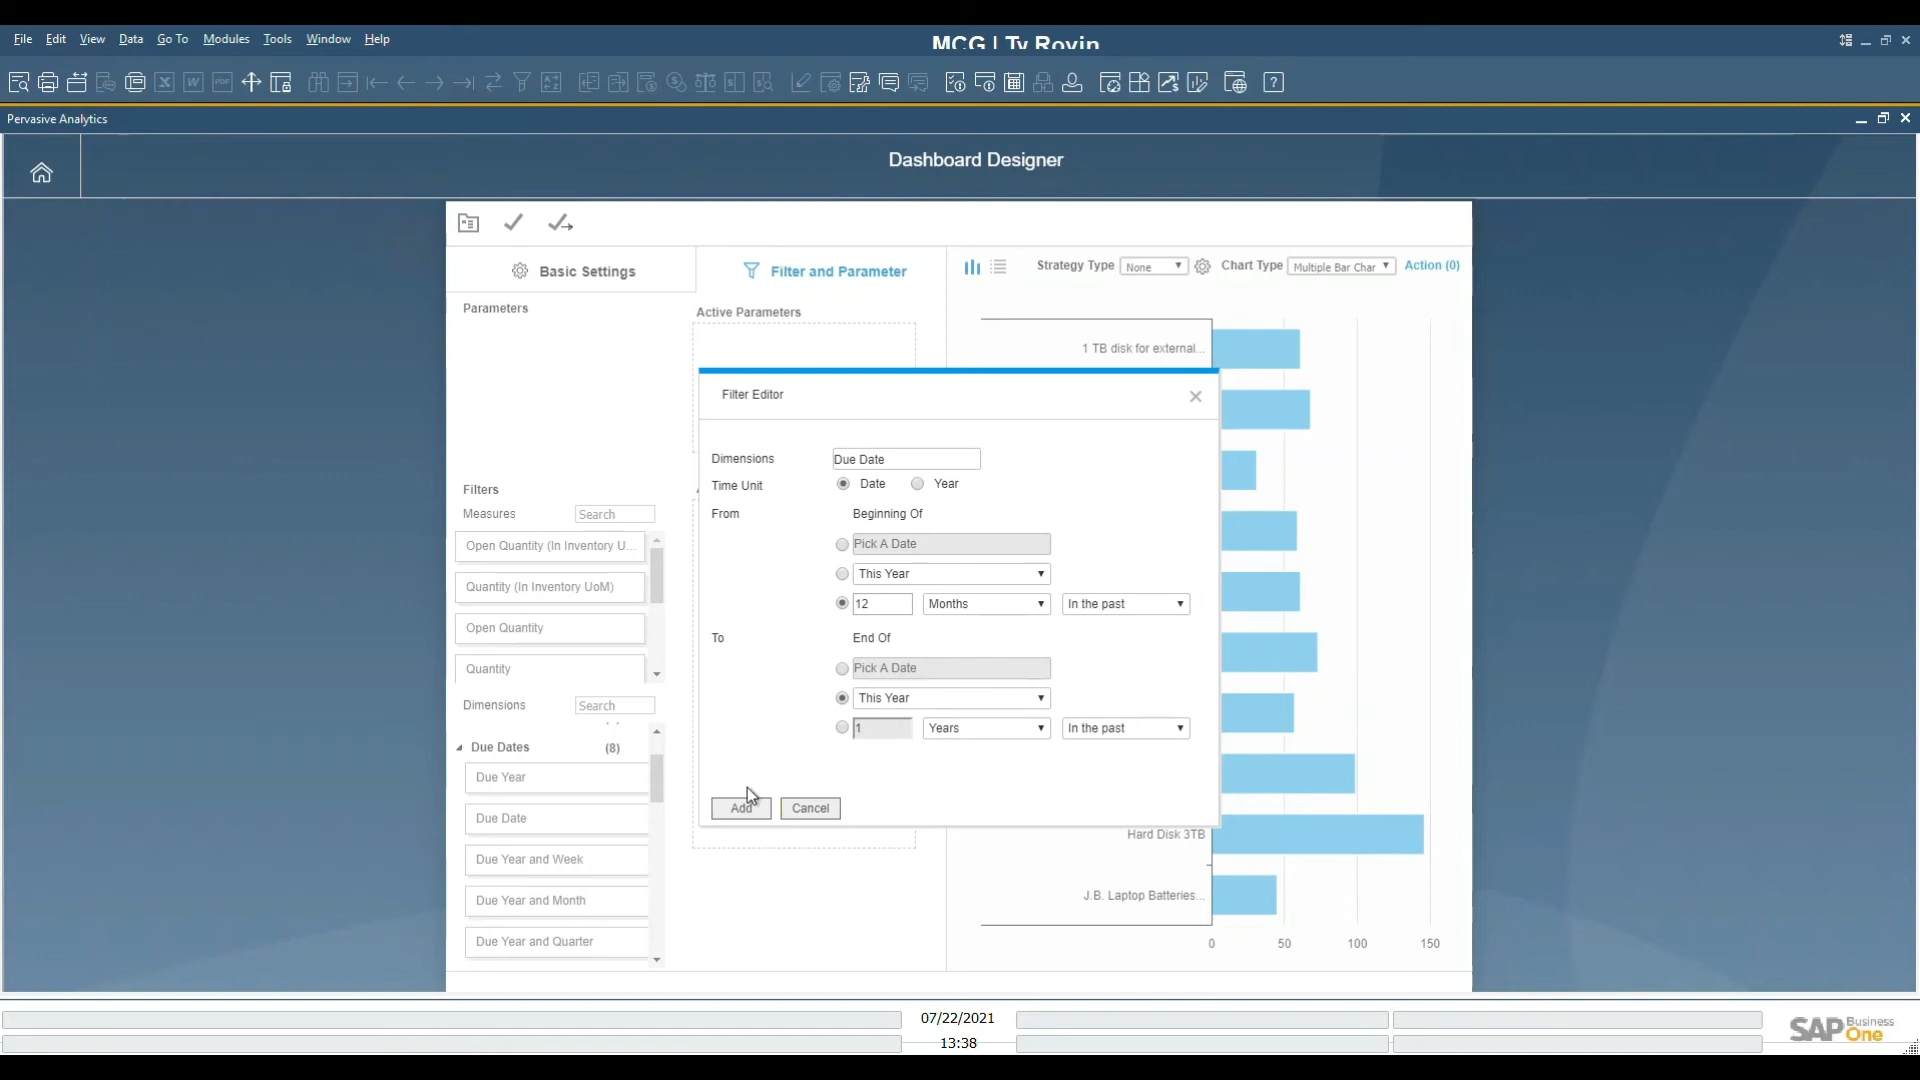 File Edit View Data Go To Modules Tools Window Help
MCG | Ty Rovin
Pervasive Analytics
Dashboard Designer
Basic Settings
Filter and Parameter
Strategy Type None Chart Type Multiple Bar Char Action (0)
Parameters
Active Parameters
1 TB disk for external...
Filter Editor
Dimensions Due Date
Time Unit Date Year
From Beginning Of
Pick A Date
This Year
12 Months In the past
To End Of
Pick A Date
This Year
1 Years In the past
Add Cancel
Filters
Measures Search
Open Quantity (In Inventory U...
Quantity (In Inventory UoM)
Open Quantity
Quantity
Dimensions Search
Due Dates (8)
Due Year
Due Date
Due Year and Week
Due Year and Month
Due Year and Quarter
Hard Disk 3TB
J.B. Laptop Batteries...
0 50 100 150
07/22/2021
13:38
SAP Business One